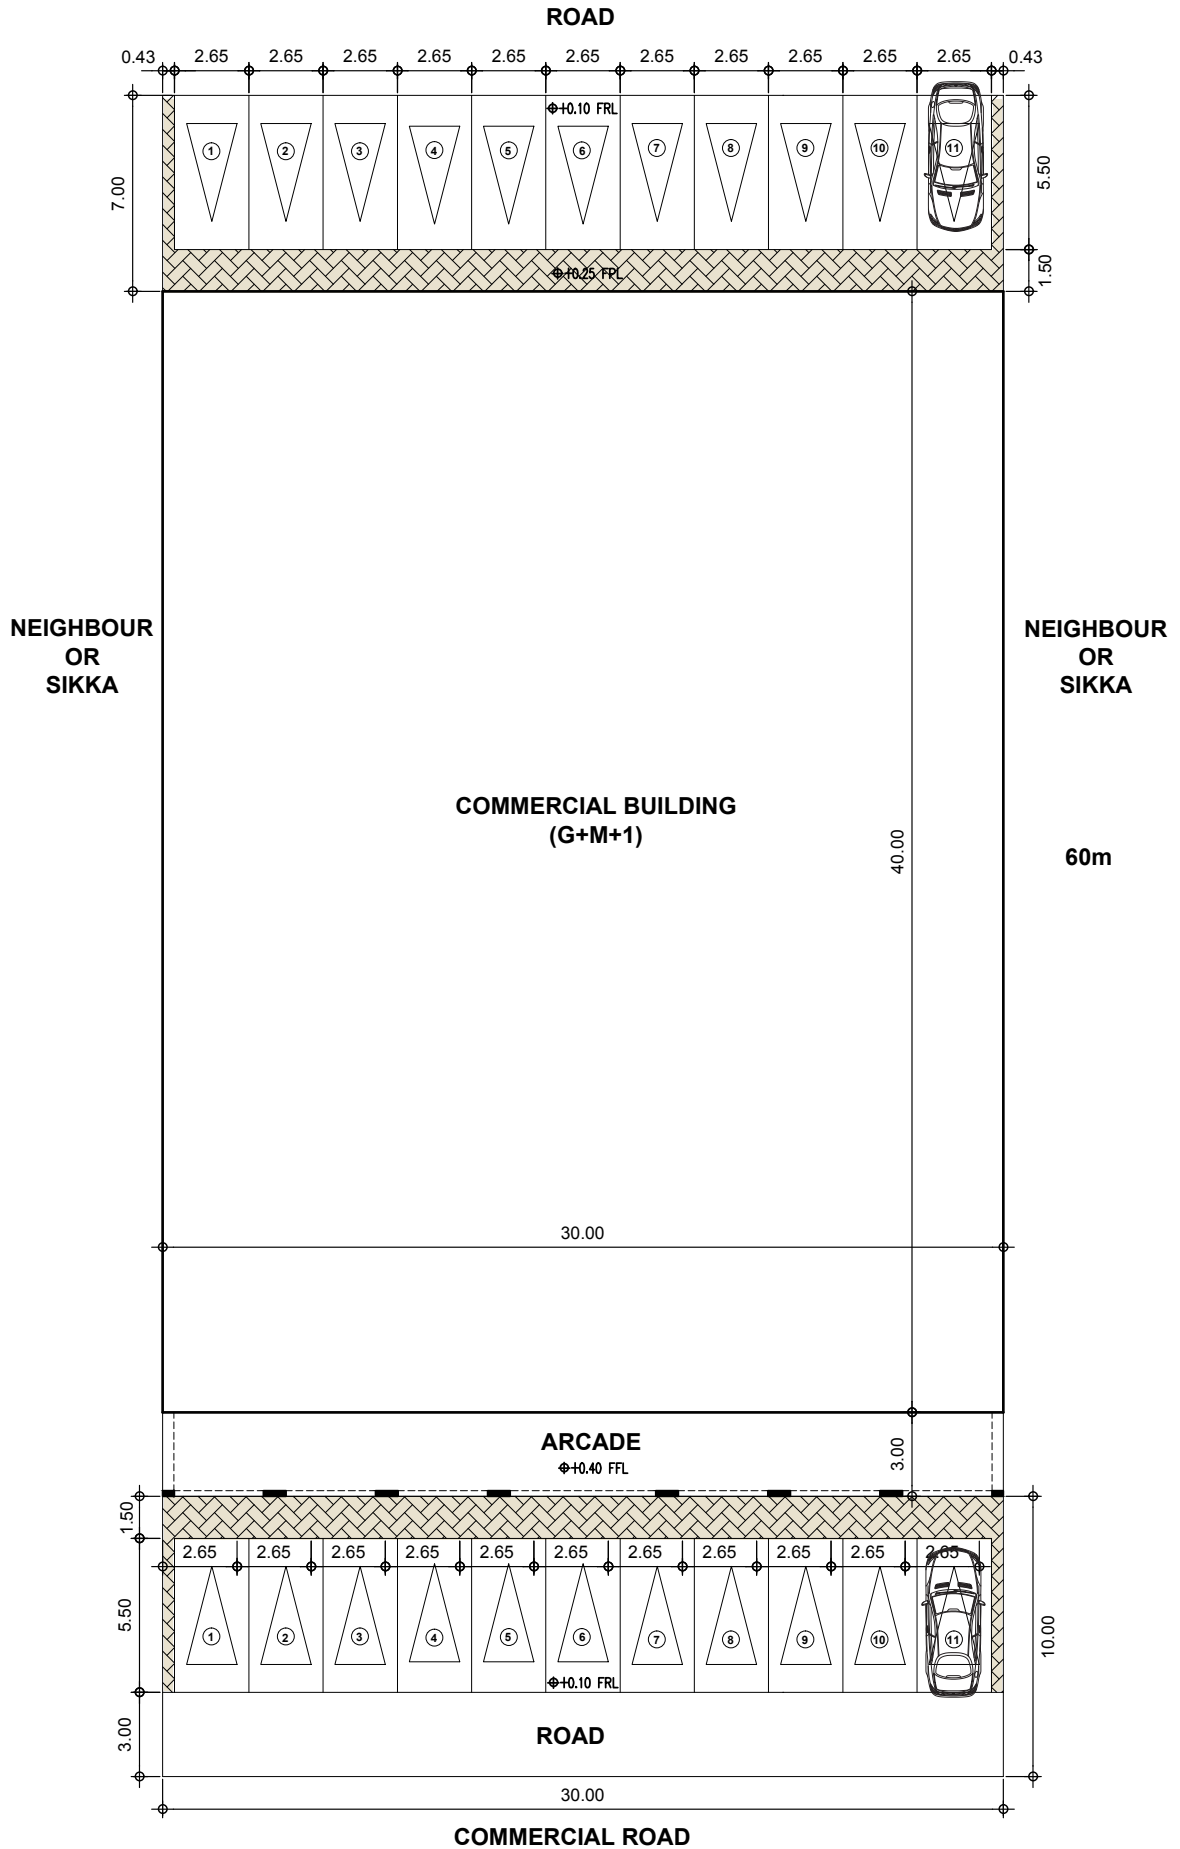 ROAD
0.43 2.65 2.65 2.65 2.65 2.65 2.65 2.65 2.65 2.65 2.65 2.65 0.43
+0.10 FRL
1 2 3 4 5 6 7 8 9 10 11
7.00
5.50
+0.25 FPL
1.50
NEIGHBOUR
OR
SIKKA
NEIGHBOUR
OR
SIKKA
COMMERCIAL BUILDING
(G+M+1)
40.00
60m
30.00
ARCADE
+0.40 FFL
3.00
1.50
2.65 2.65 2.65 2.65 2.65 2.65 2.65 2.65 2.65 2.65 2.65
5.50
1 2 3 4 5 6 7 8 9 10 11
10.00
+0.10 FRL
3.00
ROAD
30.00
COMMERCIAL ROAD